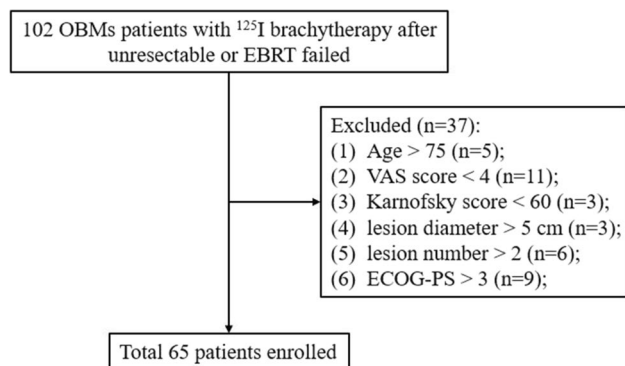 102 OBMs patients with ¹²⁵I brachytherapy after
unresectable or EBRT failed
Excluded (n=37):
(1) Age > 75 (n=5);
(2) VAS score < 4 (n=11);
(3) Karnofsky score < 60 (n=3);
(4) lesion diameter > 5 cm (n=3);
(5) lesion number > 2 (n=6);
(6) ECOG-PS > 3 (n=9);
Total 65 patients enrolled